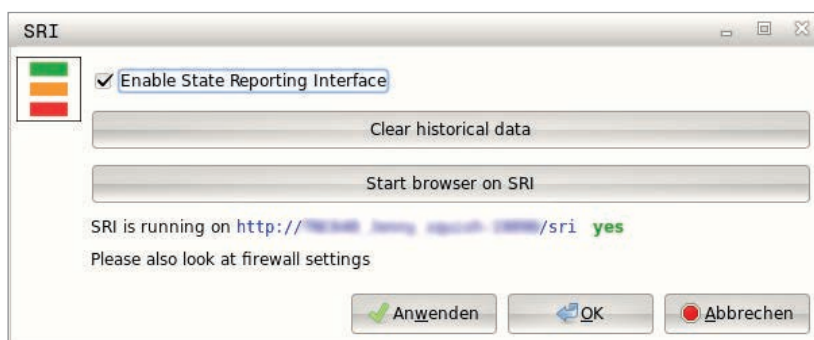 SRI
Enable State Reporting Interface
Clear historical data
Start browser on SRI
SRI is running on http:// /sri yes
Please also look at firewall settings
Anwenden OK Abbrechen